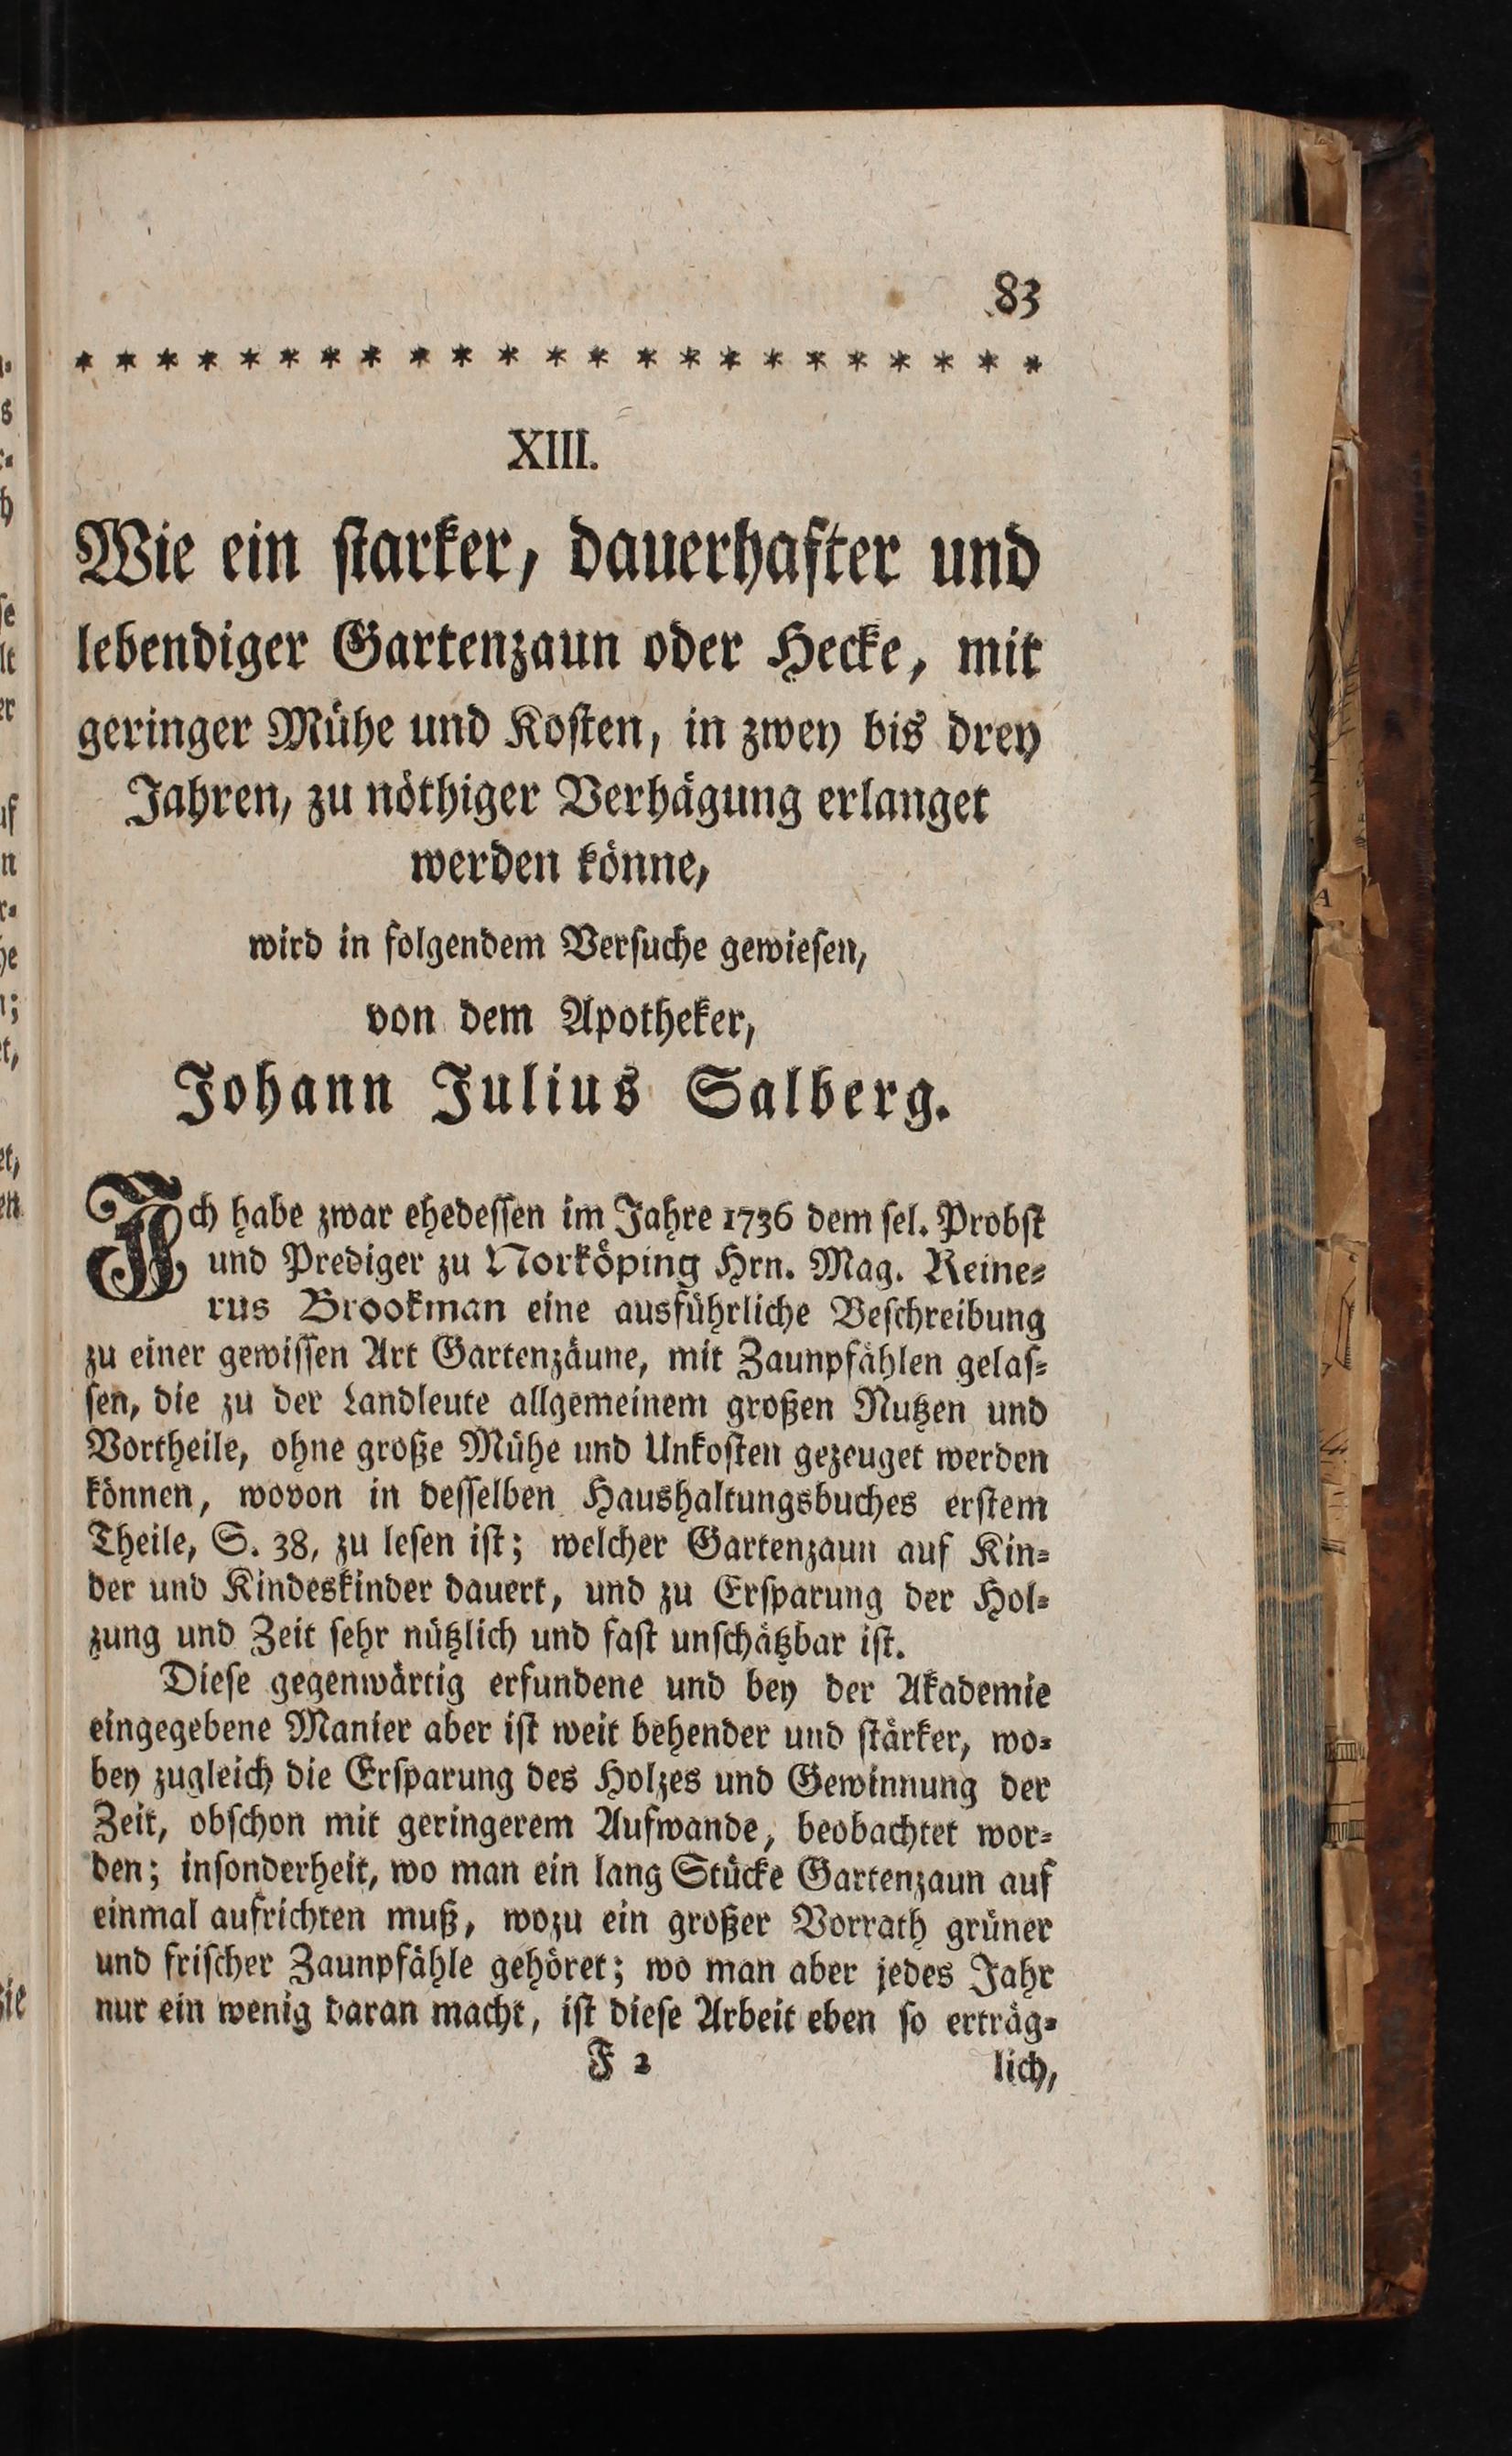 83
* * * * * * * * * * * * * * * * * * * * * * *
XIII.
Wie ein ſtarker, dauerhafter und
lebendiger Gartenzaun oder Hecke, mit
geringer Mühe und Koſten, in zwey bis drey
Jahren, zu nöthiger Verhägung erlanget
werden könne,
wird in folgendem Verſuche gewieſen,
von dem Apotheker,
Johann Julius Salberg.
Ich habe zwar ehedeſſen im Jahre 1736 dem ſel. Probſt
und Prediger zu Norköping Hrn. Mag. Reine⸗
rus Brookman eine ausführliche Beſchreibung
zu einer gewiſſen Art Gartenzäune, mit Zaunpfählen gelaſ⸗
ſen, die zu der Landleute allgemeinem großen Nutzen und
Vortheile, ohne große Mühe und Unkoſten gezeuget werden
können, wovon in deſſelben Haushaltungsbuches erſtem
Theile, S. 38, zu leſen iſt; welcher Gartenzaun auf Kin⸗
der und Kindeskinder dauert, und zu Erſparung der Hol⸗
zung und Zeit ſehr nützlich und faſt unſchätzbar iſt.
Dieſe gegenwärtig erfundene und bey der Akademie
eingegebene Manier aber iſt weit behender und ſtärker, wo⸗
bey zugleich die Erſparung des Holzes und Gewinnung der
Zeit, obſchon mit geringerem Aufwande, beobachtet wor⸗
den; inſonderheit, wo man ein lang Stücke Gartenzaun auf
einmal aufrichten muß, wozu ein großer Vorrath grüner
und friſcher Zaunpfähle gehöret; wo man aber jedes Jahr
nur ein wenig daran macht, iſt dieſe Arbeit eben ſo erträg⸗
F 2
lich,